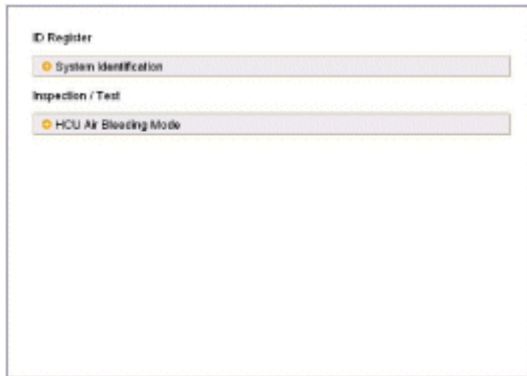 ID Register
System Identification
Inspection / Test
HCU Air Bleeding Mode